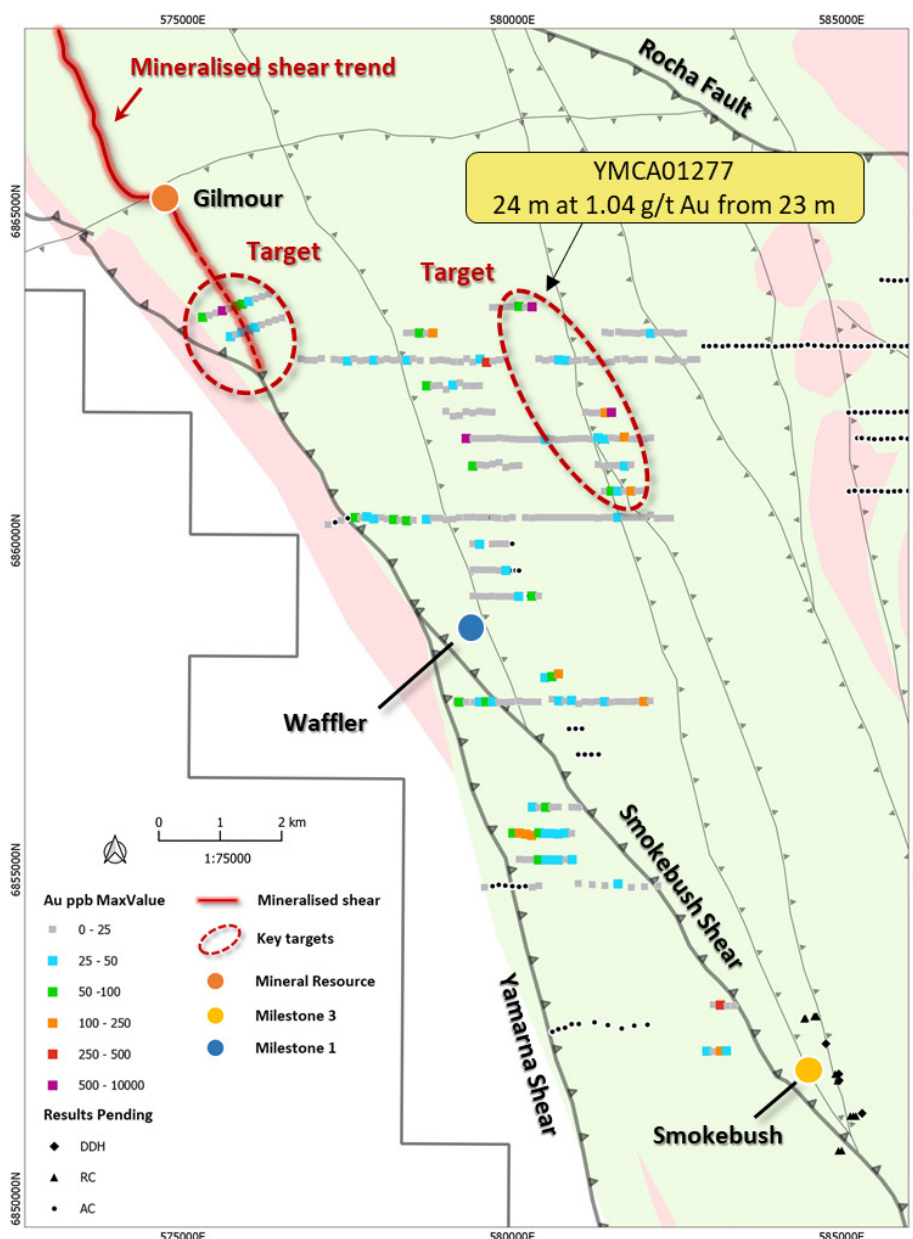 575000E
580000E
585000E
Mineralised shear trend
Rocha Fault
YMCA01277
24 m at 1.04 g/t Au from 23 m
6865000N
Gilmour
Target
Target
6860000N
Waffler
0 1 2 km
1:75000
6855000N
Smokebush Shear
Yamarna Shear
Au ppb MaxValue
0 - 25
25 - 50
50 -100
100 - 250
250 - 500
500 - 10000
Results Pending
DDH
RC
AC
Mineralised shear
Key targets
Mineral Resource
Milestone 3
Milestone 1
Smokebush
6850000N
575000E
580000E
585000E